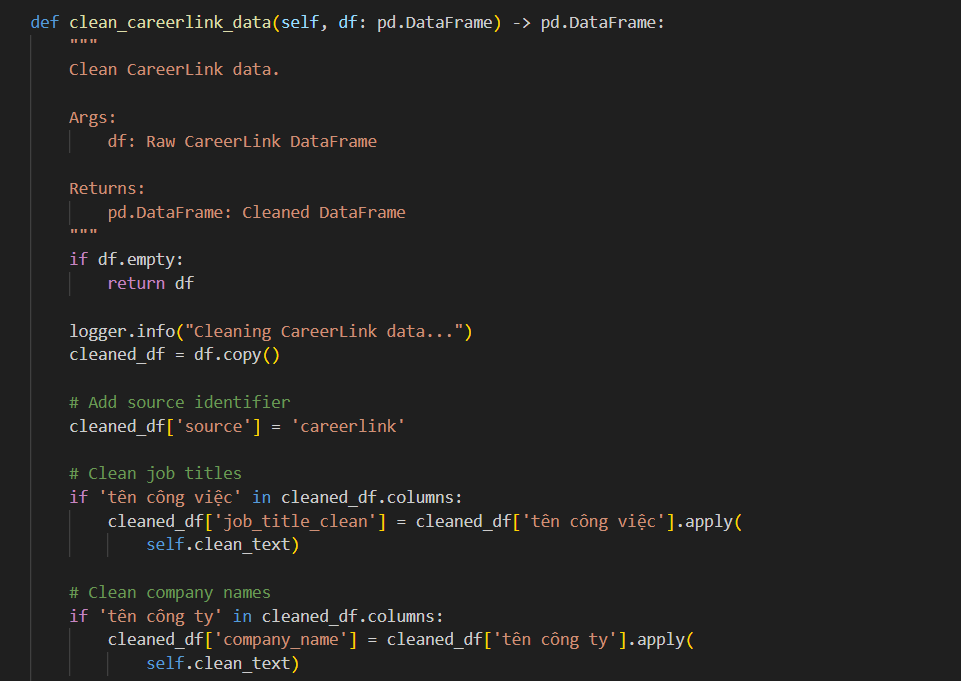 def clean_careerlink_data(self, df: pd.DataFrame) -> pd.DataFrame:
"""
Clean CareerLink data.
Args:
df: Raw CareerLink DataFrame
Returns:
pd.DataFrame: Cleaned DataFrame
"""
if df.empty:
return df
logger.info("Cleaning CareerLink data...")
cleaned_df = df.copy()
# Add source identifier
cleaned_df['source'] = 'careerlink'
# Clean job titles
if 'tên công việc' in cleaned_df.columns:
cleaned_df['job_title_clean'] = cleaned_df['tên công việc'].apply(
self.clean_text)
# Clean company names
if 'tên công ty' in cleaned_df.columns:
cleaned_df['company_name'] = cleaned_df['tên công ty'].apply(
self.clean_text)